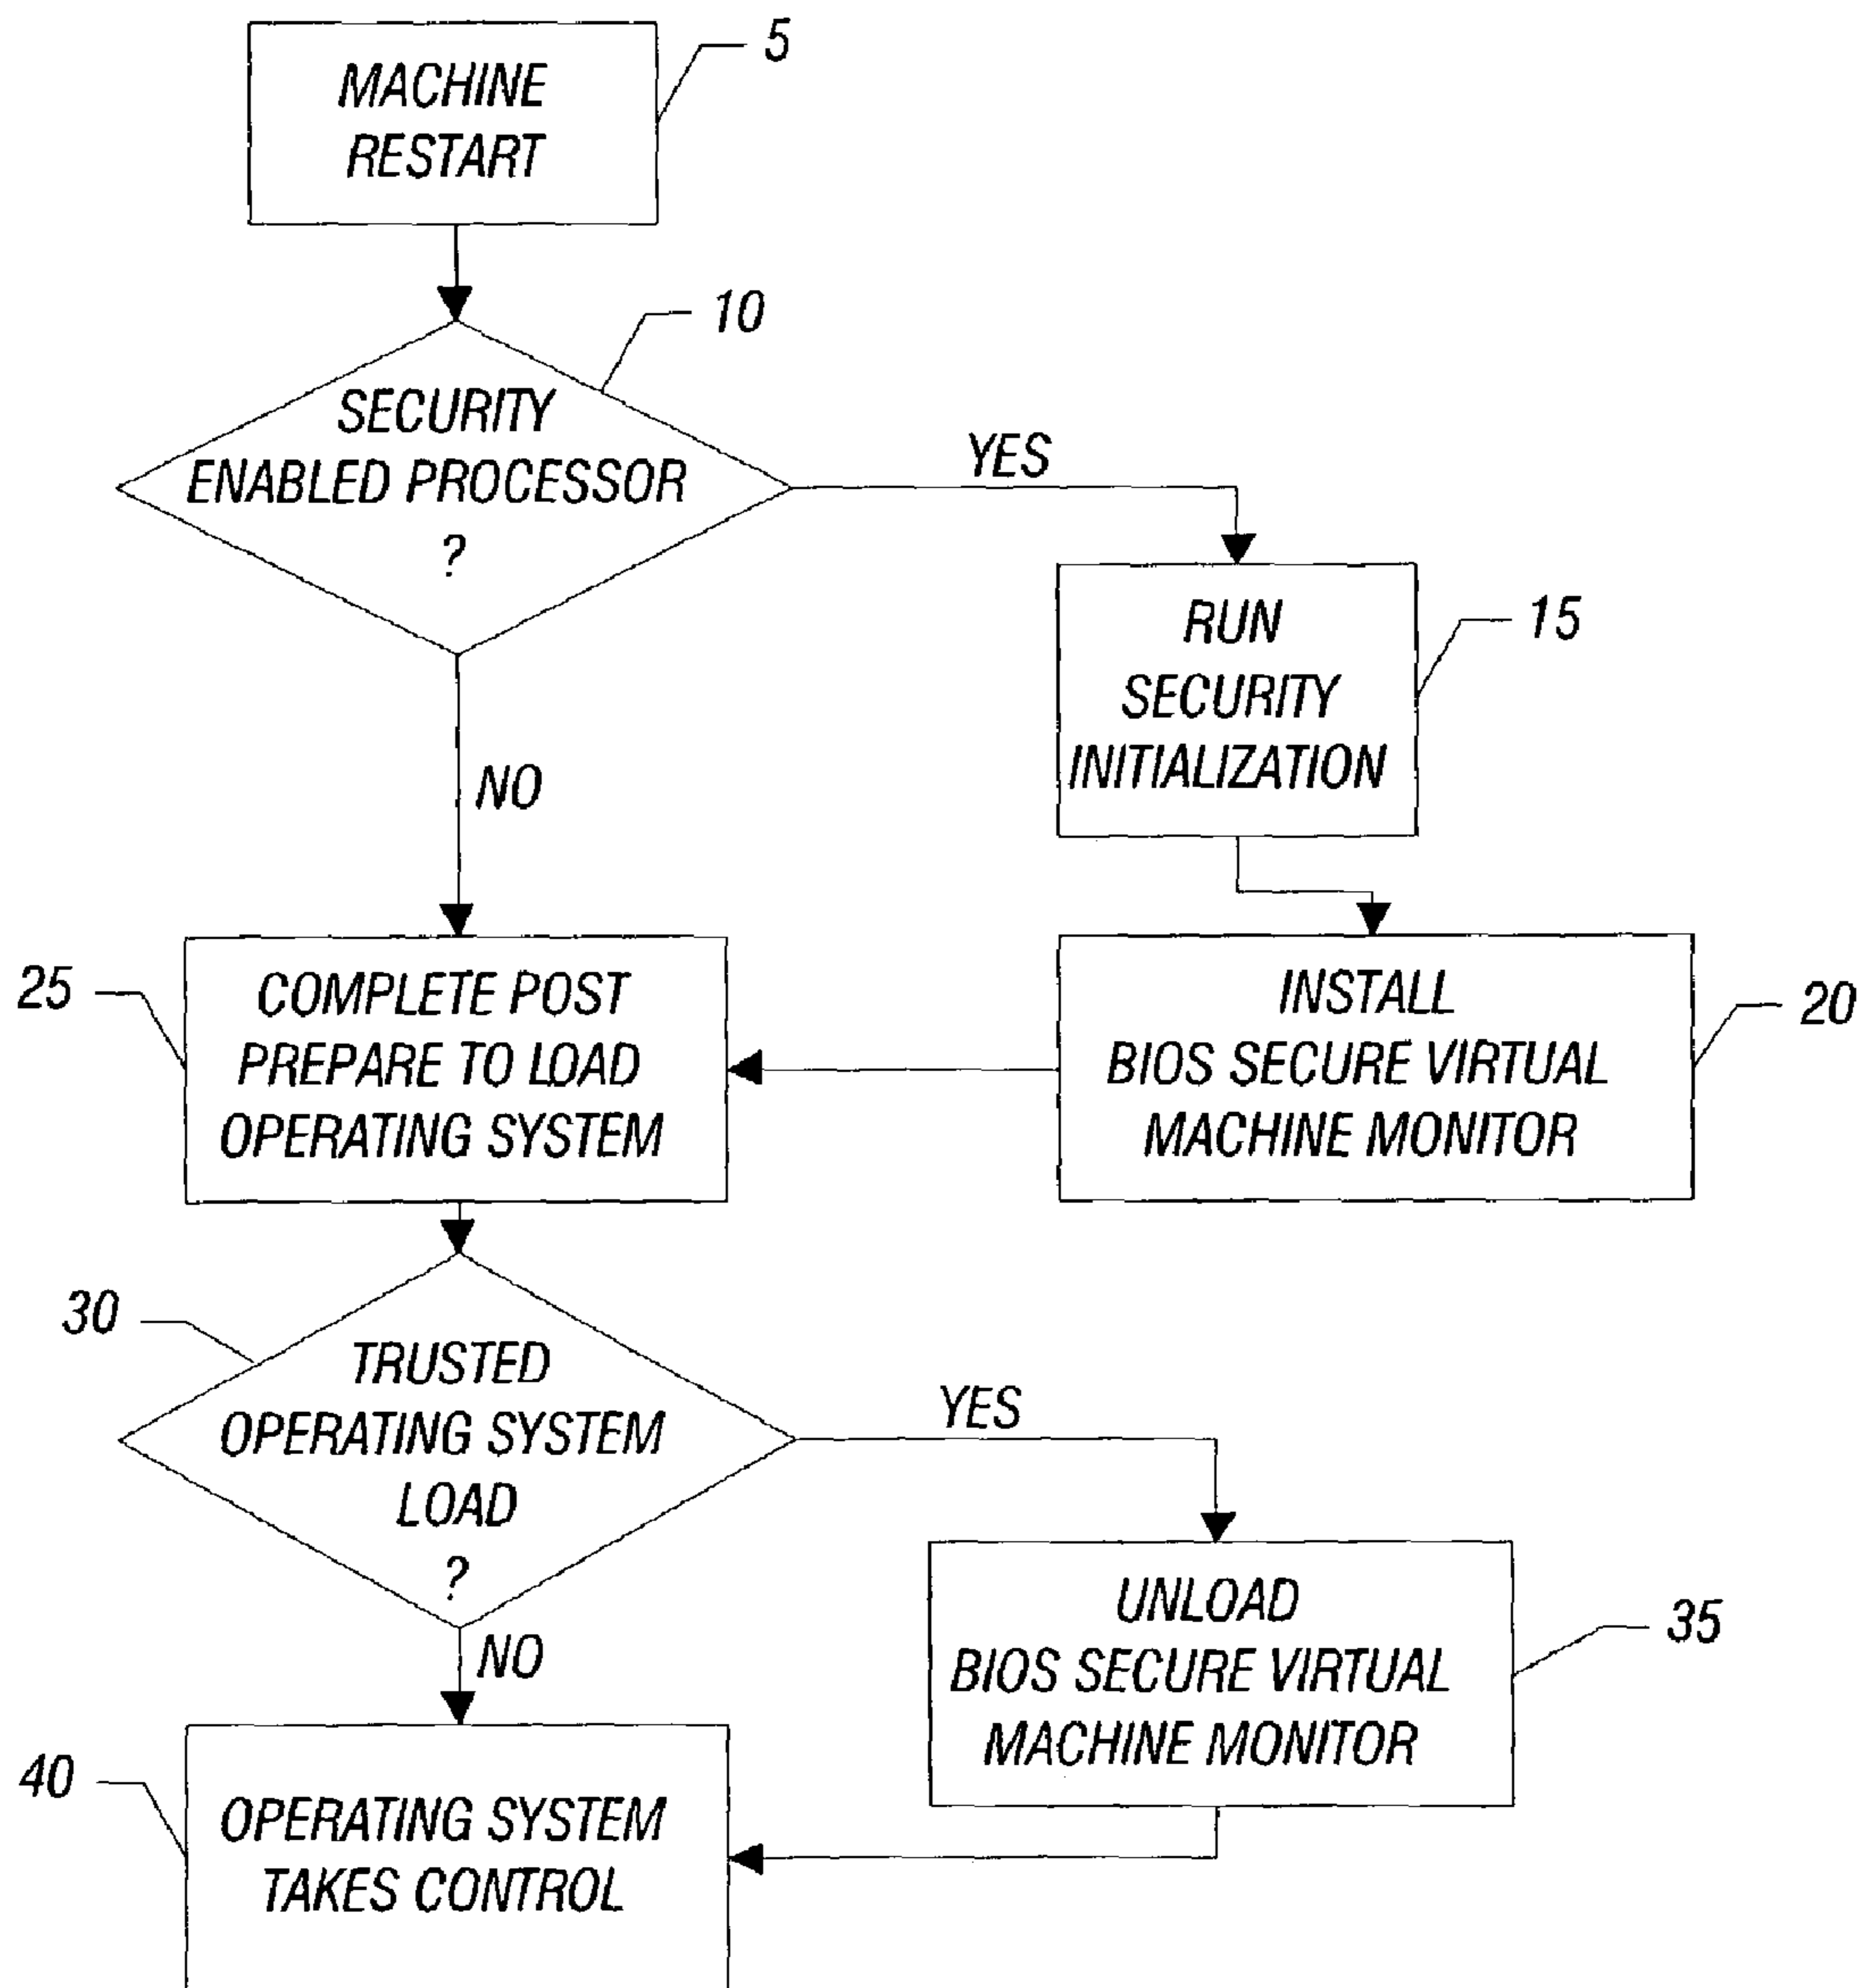 MACHINE
RESTART
5
SECURITY
ENABLED PROCESSOR
?
10
YES
NO
RUN
SECURITY
INITIALIZATION
15
INSTALL
BIOS SECURE VIRTUAL
MACHINE MONITOR
20
25
COMPLETE POST
PREPARE TO LOAD
OPERATING SYSTEM
30
TRUSTED
OPERATING SYSTEM
LOAD
?
YES
NO
UNLOAD
BIOS SECURE VIRTUAL
MACHINE MONITOR
35
40
OPERATING SYSTEM
TAKES CONTROL